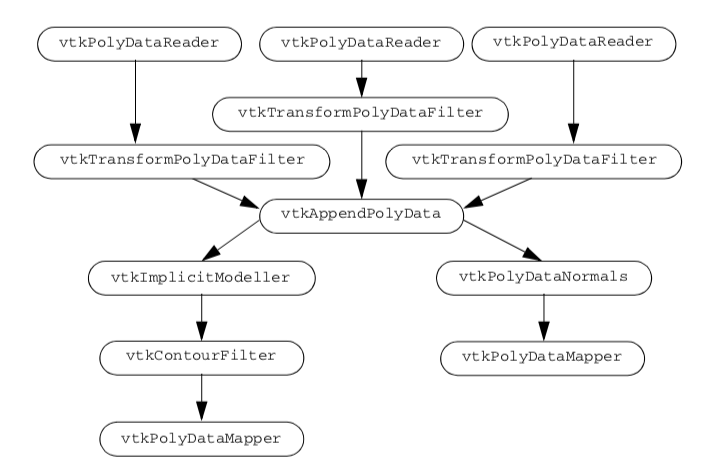 vtkPolyDataReader
vtkPolyDataReader
vtkPolyDataReader
vtkTransformPolyDataFilter
vtkTransformPolyDataFilter
vtkTransformPolyDataFilter
vtkAppendPolyData
vtkImplicitModeller
vtkPolyDataNormals
vtkContourFilter
vtkPolyDataMapper
vtkPolyDataMapper